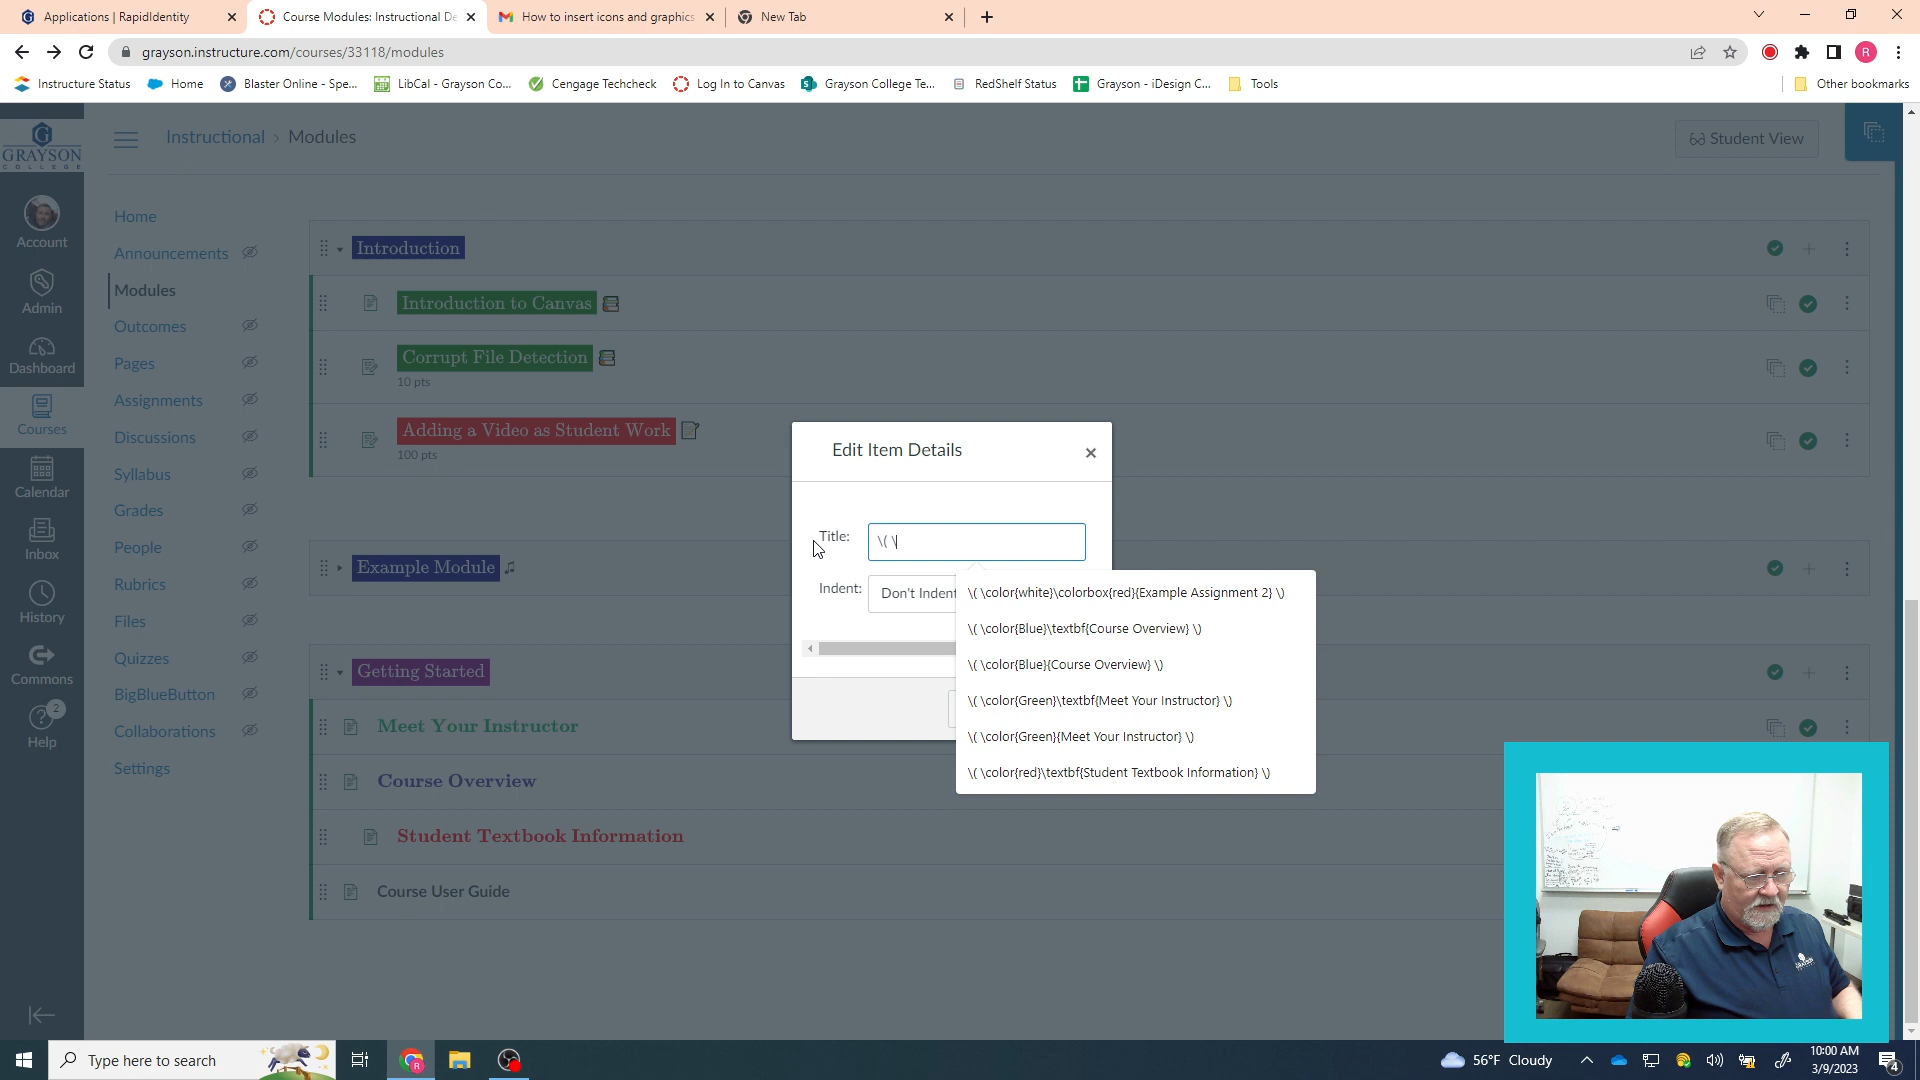 Applications | RapidIdentity
Course Modules: Instructional De
How to insert icons and graphics
New Tab
grayson.instructure.com/courses/33118/modules
R
Instructure Status
Home
Blaster Online - Spe...
LibCal - Grayson Co...
Cengage Techcheck
Log In to Canvas
Grayson College Te...
RedShelf Status
Grayson - iDesign C...
Tools
Other bookmarks
GRAYSON
COLLEGE
Instructional > Modules
Student View
Account
Admin
Dashboard
Courses
Calendar
Inbox
History
Commons
2
Help
Home
Announcements
Modules
Outcomes
Pages
Assignments
Discussions
Syllabus
Grades
People
Rubrics
Files
Quizzes
BigBlueButton
Collaborations
Settings
Introduction
Introduction to Canvas
Corrupt File Detection
10 pts
Adding a Video as Student Work
100 pts
Example Module
Getting Started
Meet Your Instructor
Course Overview
Student Textbook Information
Course User Guide
Edit Item Details
Title: \( \
Indent: Don't Indent
\( \color{white}\colorbox{red}{Example Assignment 2} \)
\( \color{Blue}\textbf{Course Overview} \)
\( \color{Blue}{Course Overview} \)
\( \color{Green}\textbf{Meet Your Instructor} \)
\( \color{Green}{Meet Your Instructor} \)
\( \color{red}\textbf{Student Textbook Information} \)
Type here to search
56°F Cloudy
10:00 AM
3/9/2023
4